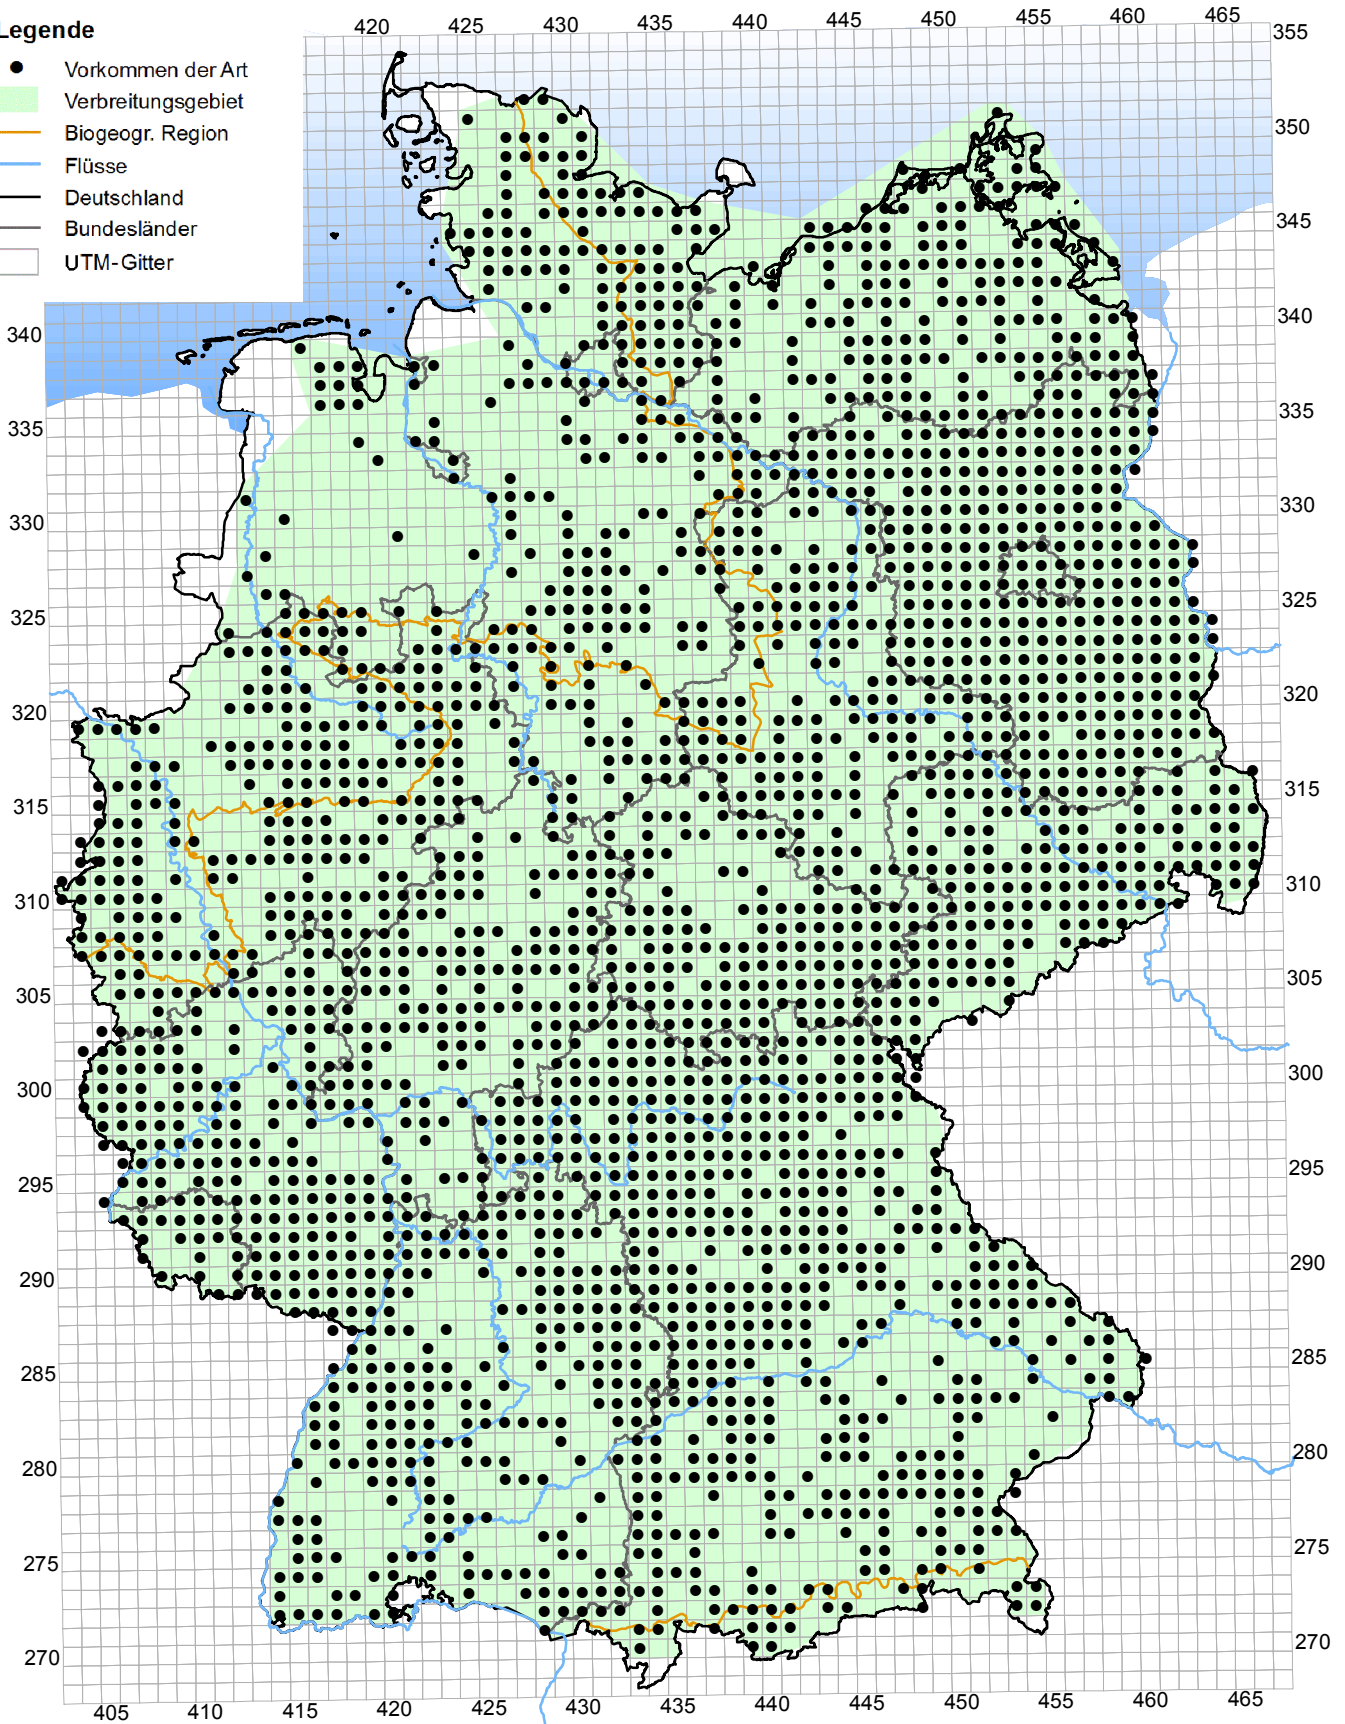 Legende
Vorkommen der Art
Verbreitungsgebiet
Biogeogr. Region
Flüsse
Deutschland
Bundesländer
UTM-Gitter
420 425 430 435 440 445 450 455 460 465
355
350
345
340 340
335 335
330 330
325 325
320 320
315 315
310 310
305 305
300 300
295 295
290 290
285 285
280 280
275 275
270 270
405 410 415 420 425 430 435 440 445 450 455 460 465